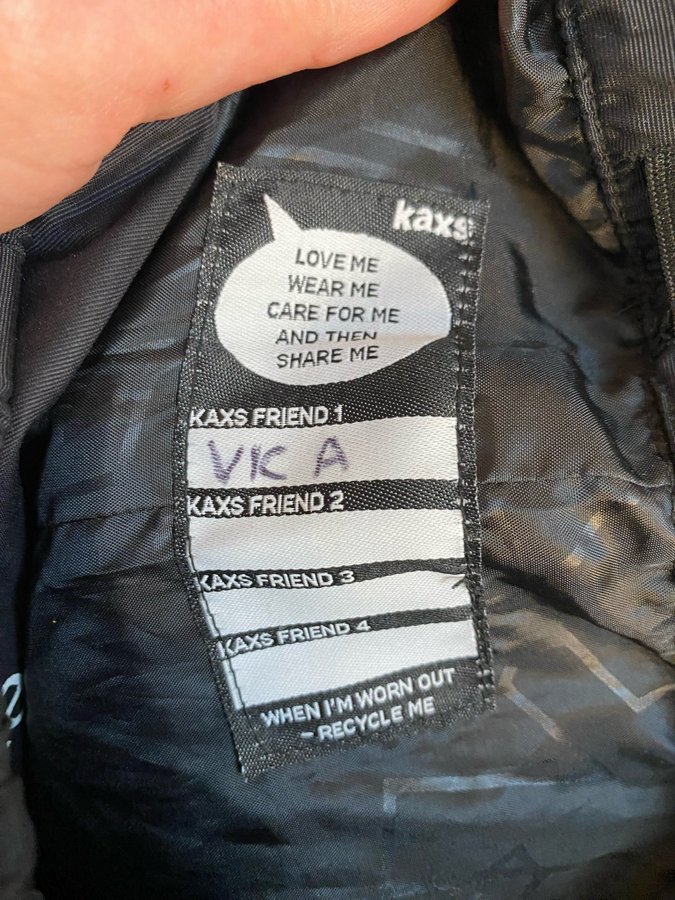 kaxs
LOVE ME
WEAR ME
CARE FOR ME
AND THEN
SHARE ME
KAXS FRIEND 1
VIC A
KAXS FRIEND 2
KAXS FRIEND 3
KAXS FRIEND 4
WHEN I'M WORN OUT
- RECYCLE ME